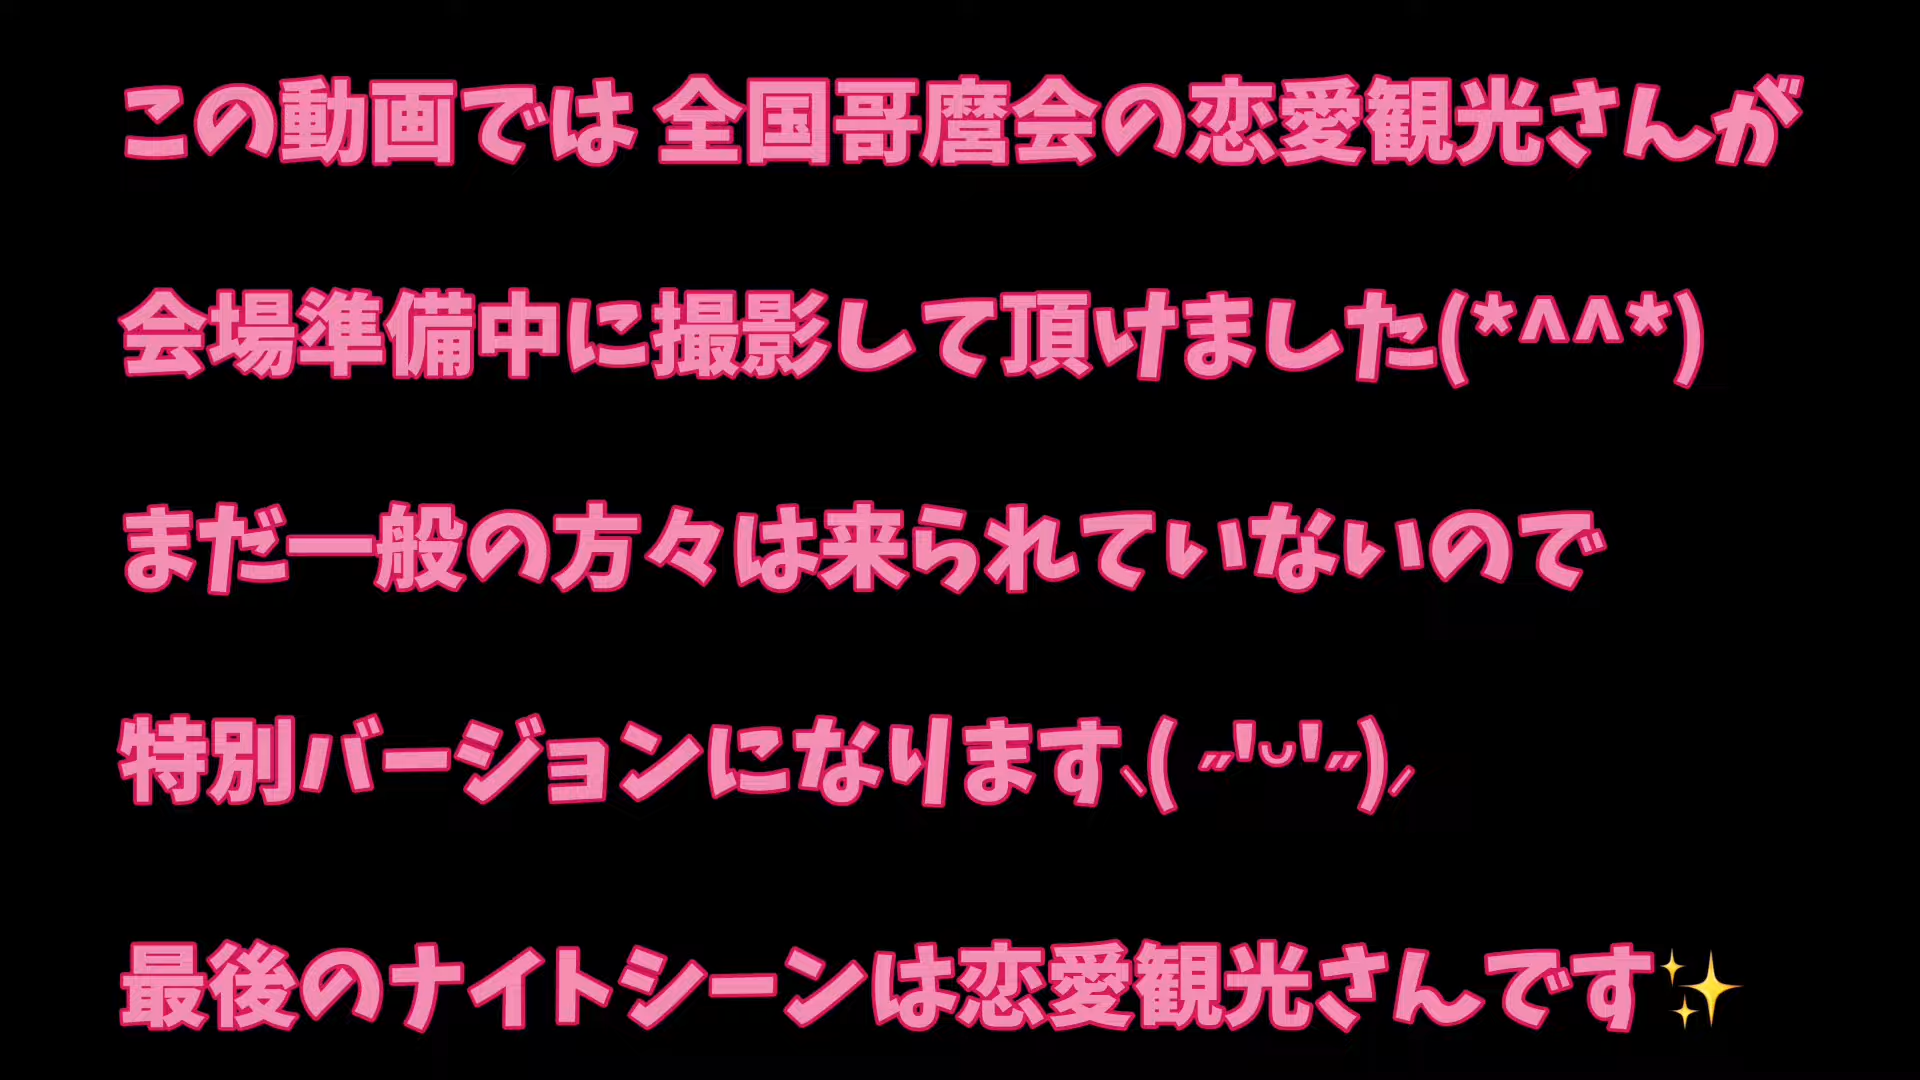 この動画では 全国哥麿会の恋愛観光さんが
会場準備中に撮影して頂けました(*^^*)
まだ一般の方々は来られていないので
特別バージョンになります⸜( ˶'ᵕ'˶)⸝
最後のナイトシーンは恋愛観光さんです✨